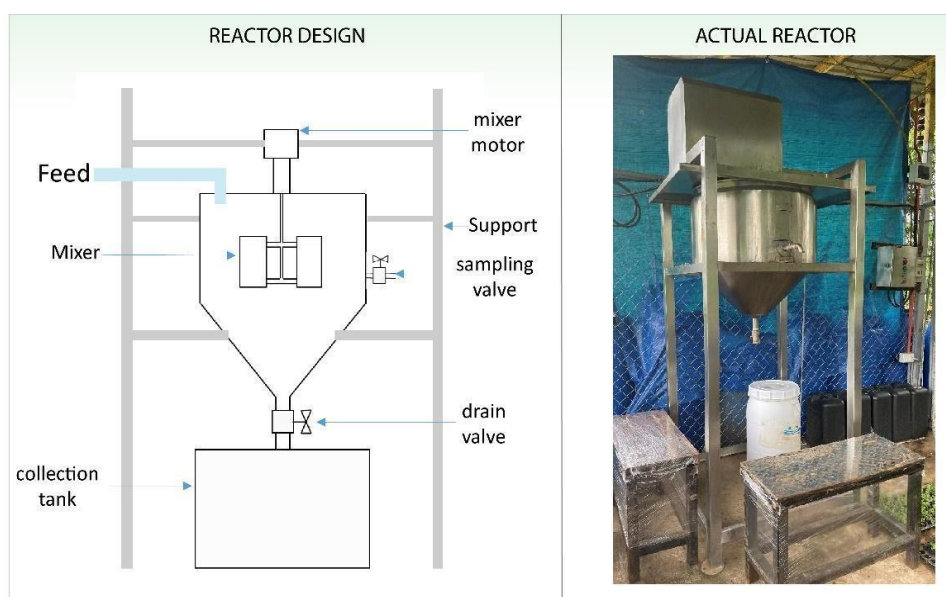 REACTOR DESIGN
ACTUAL REACTOR
mixer
motor
Feed
Support
Mixer
sampling
valve
drain
valve
collection
tank